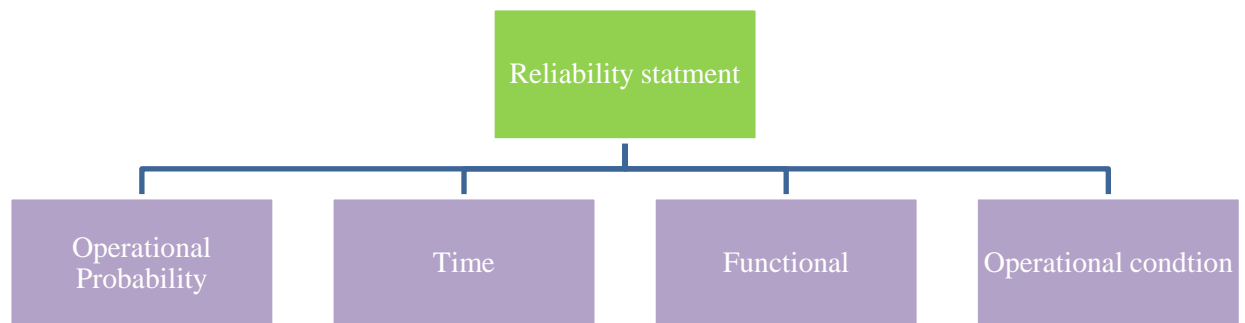 Reliability statment
Operational
Probability
Time
Functional
Operational condtion